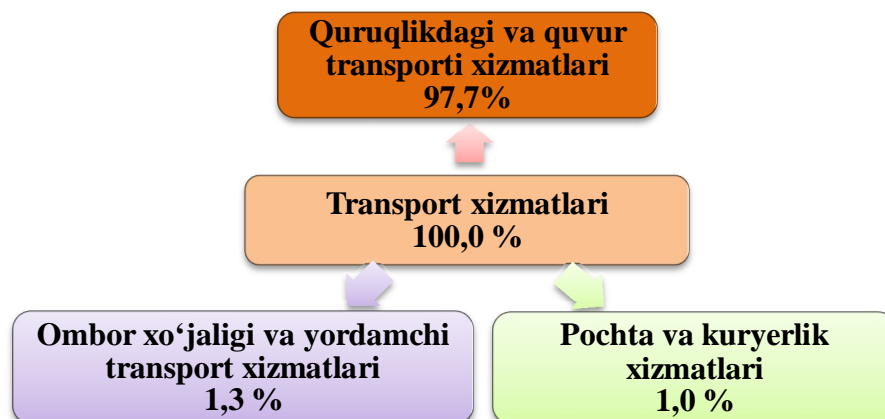 Quruqlikdagi va quvur
transporti xizmatlari
97,7%
Transport xizmatlari
100,0 %
Ombor xo‘jaligi va yordamchi
transport xizmatlari
1,3 %
Pochta va kuryerlik
xizmatlari
1,0 %